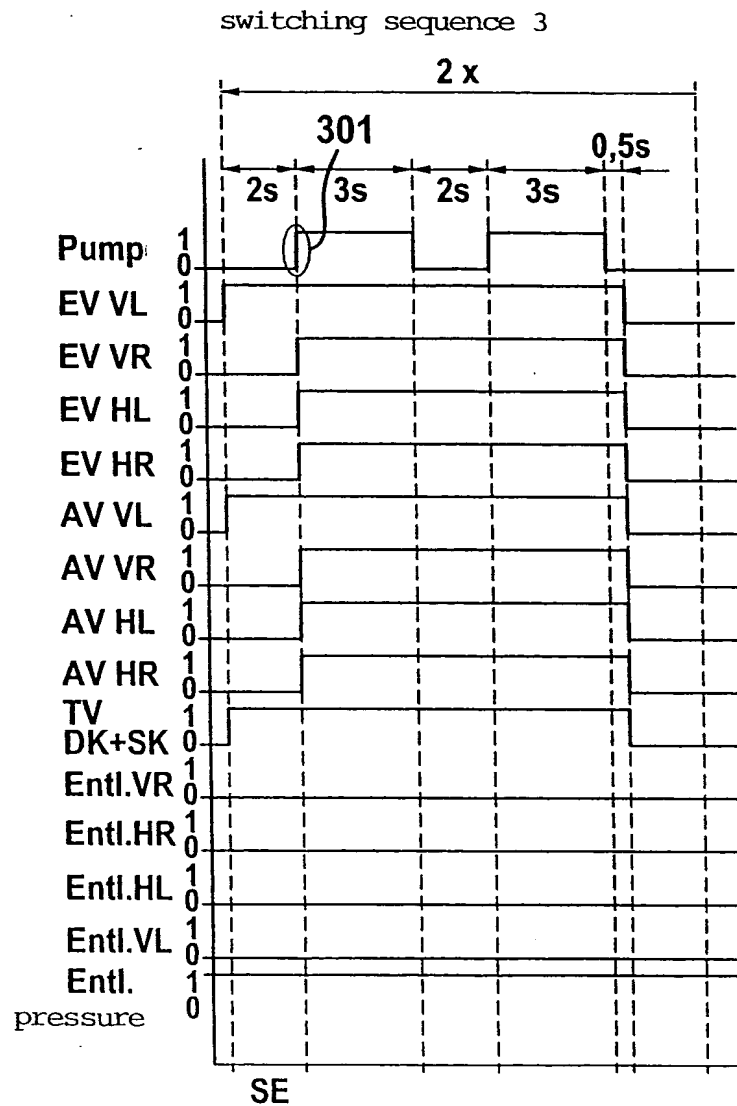 switching sequence 3
2 x
301
0,5s
2s 3s 2s 3s
Pump 1 0
EV VL 1 0
EV VR 1 0
EV HL 1 0
EV HR 1 0
AV VL 1 0
AV VR 1 0
AV HL 1 0
AV HR 1 0
TV
DK+SK 1 0
Entl.VR 1 0
Entl.HR 1 0
Entl.HL 1 0
Entl.VL 1 0
Entl. 1 0
pressure
SE